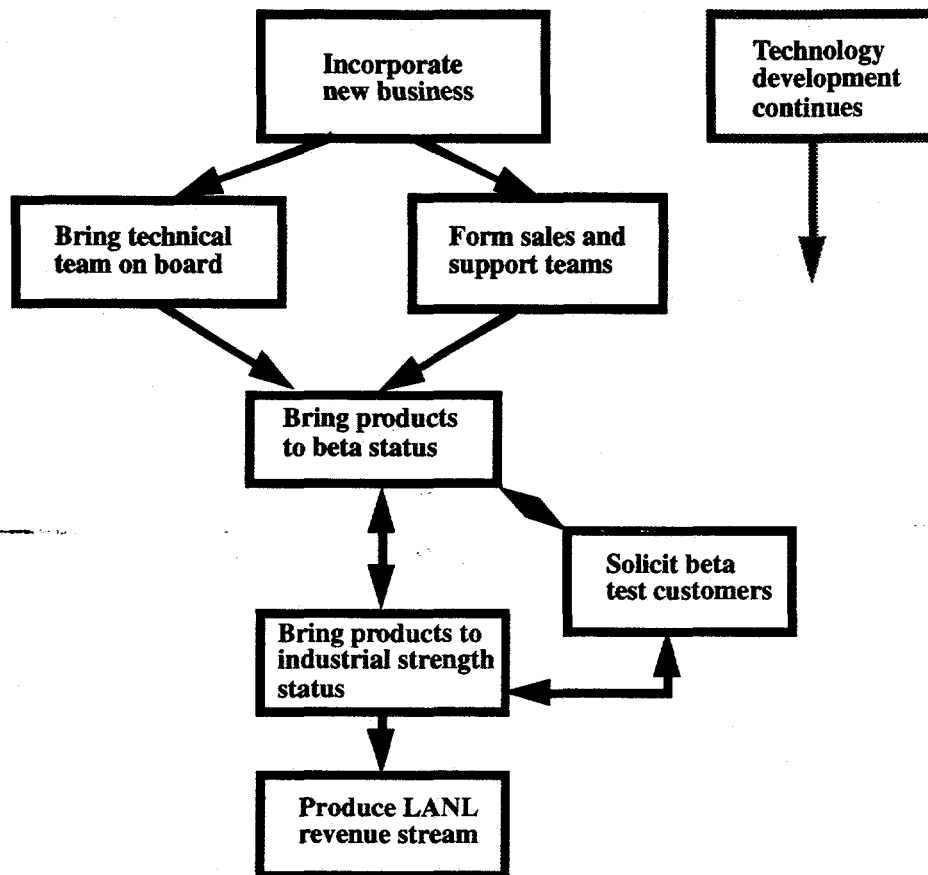 Incorporate
new business
Technology
development
continues
Bring technical
team on board
Form sales and
support teams
Bring products
to beta status
Solicit beta
test customers
Bring products to
industrial strength
status
Produce LANL
revenue stream